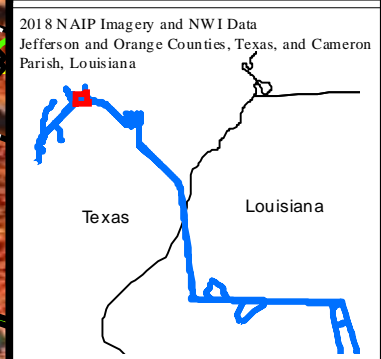 2018 NAIP Imagery and NWI Data
Jefferson and Orange Counties, Texas, and Cameron
Parish, Louisiana
Texas
Louisiana